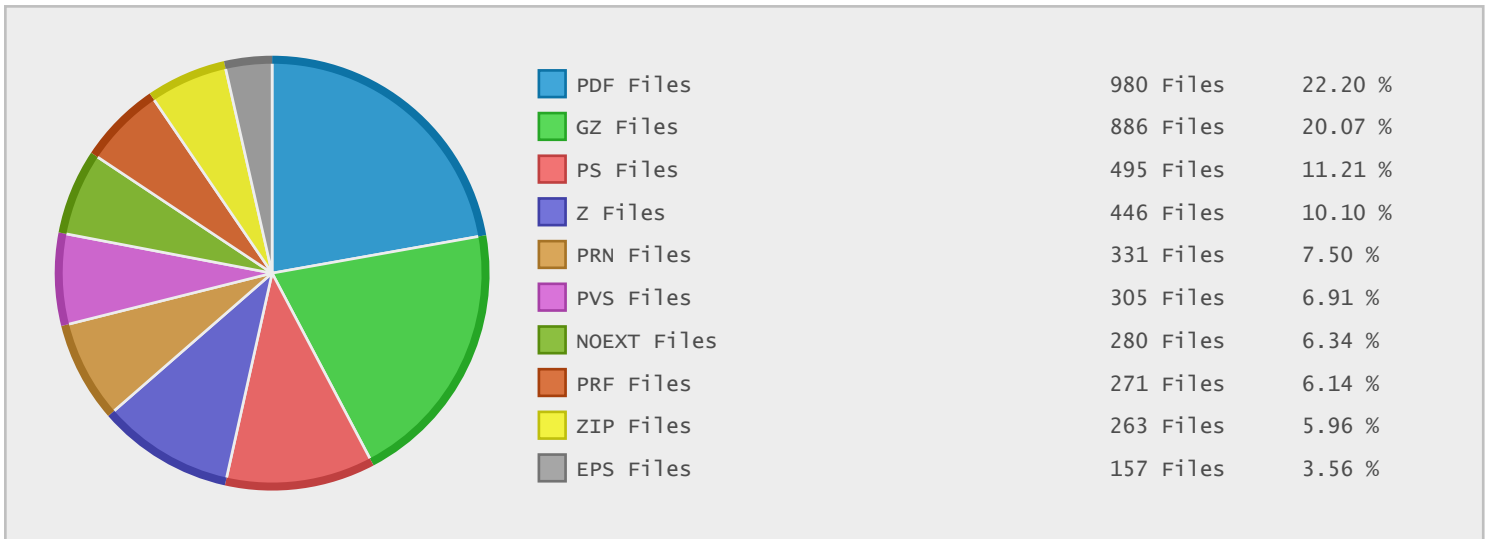 PDF Files 980 Files 22.20 %
GZ Files 886 Files 20.07 %
PS Files 495 Files 11.21 %
Z Files 446 Files 10.10 %
PRN Files 331 Files 7.50 %
PVS Files 305 Files 6.91 %
NOEXT Files 280 Files 6.34 %
PRF Files 271 Files 6.14 %
ZIP Files 263 Files 5.96 %
EPS Files 157 Files 3.56 %